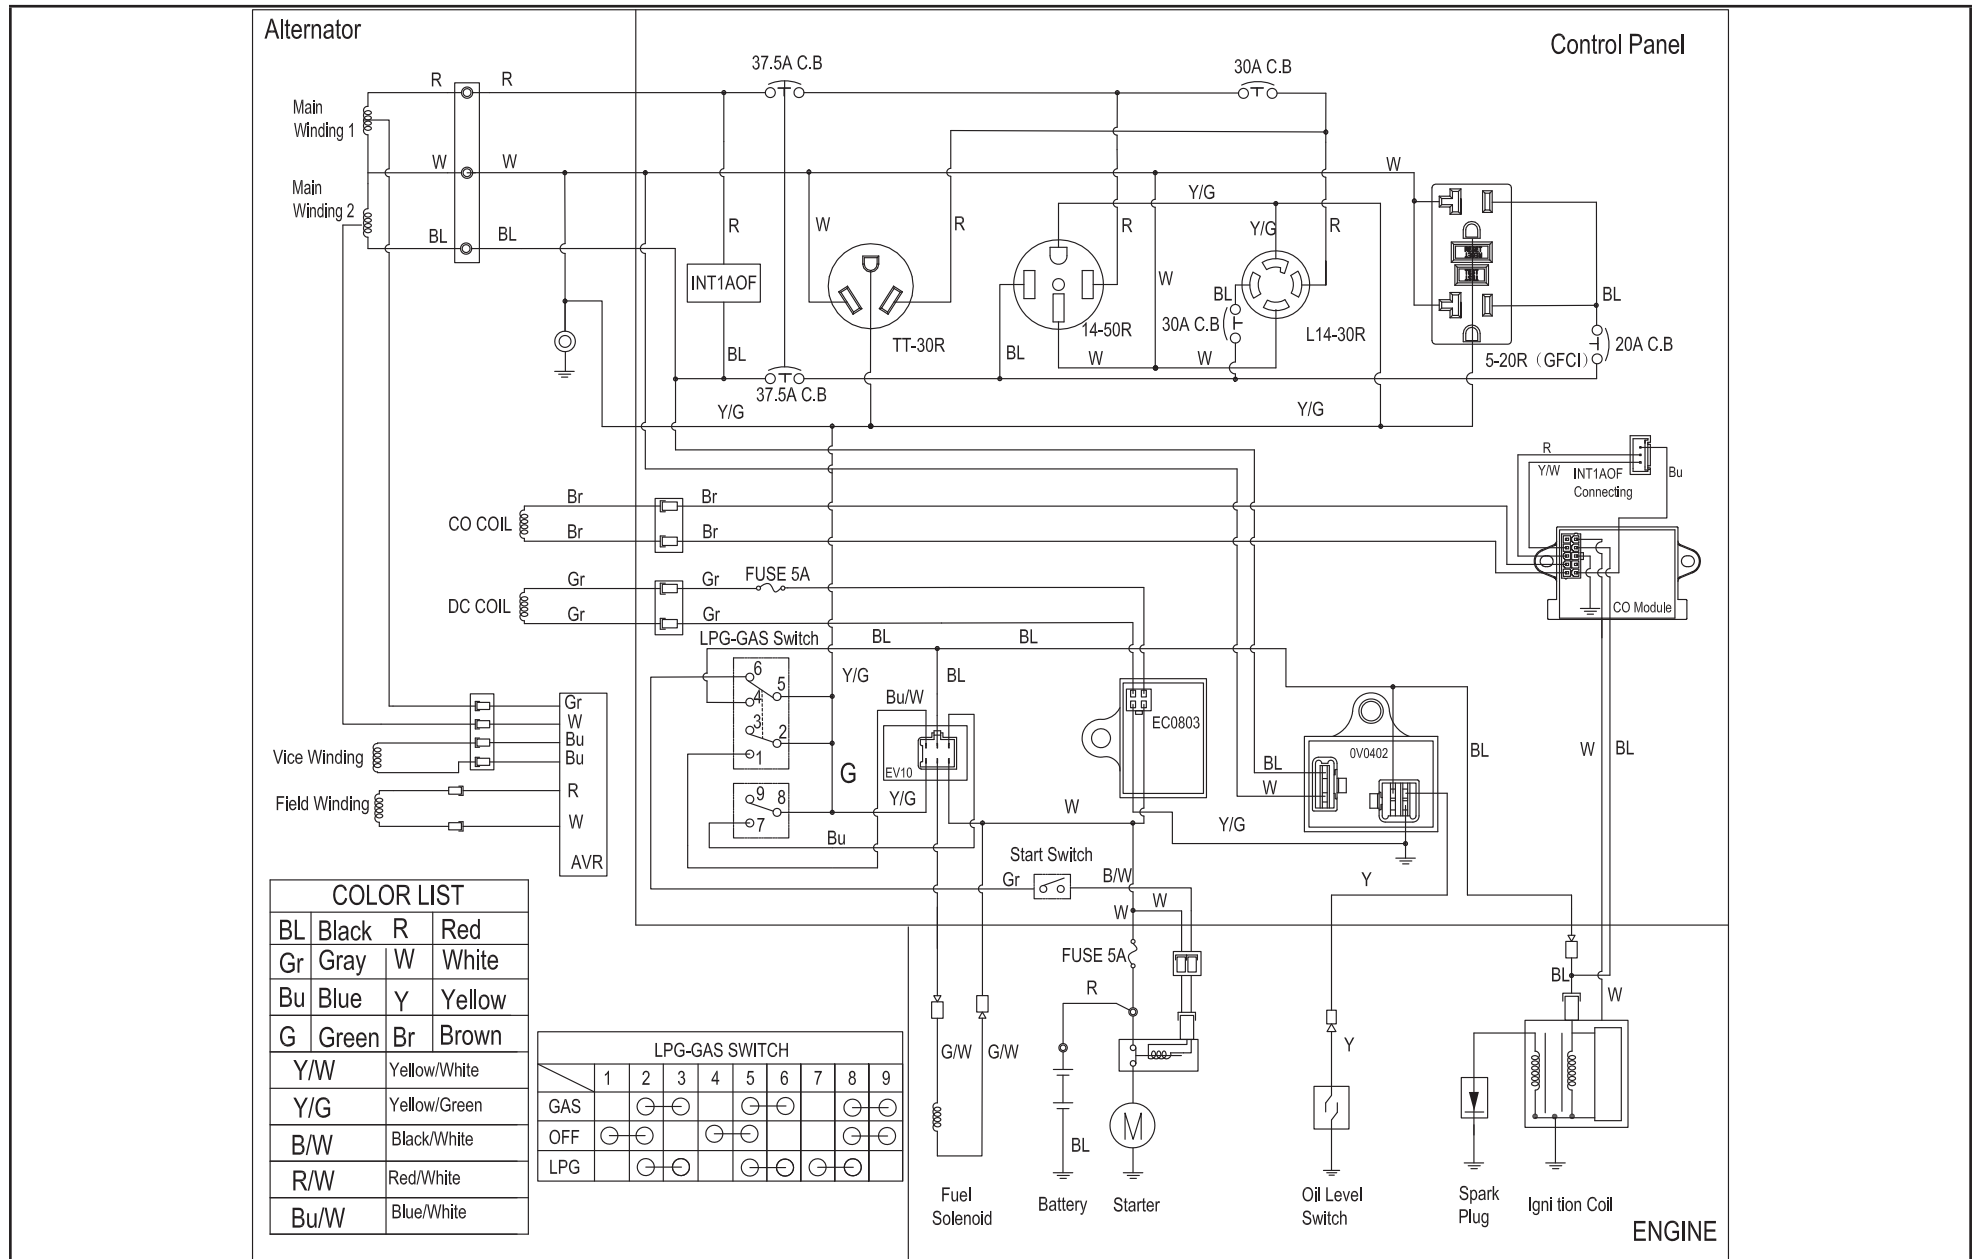 Alternator
Control Panel
37.5A C.B
30A C.B
R
R
Main
Winding 1
W
W
W
Main
Winding 2
Y/G
R
W
R
R
Y/G
R
BL
BL
W
INT1AOF
BL
BL
30A C.B
14-50R
L14-30R
TT-30R
BL
BL
W
W
20A C.B
5-20R (GFCI)
37.5A C.B
Y/G
Y/G
R
Y/W
INT1AOF
Connecting
Bu
Br
Br
CO COIL
Br
Br
Gr
Gr
FUSE 5A
DC COIL
Gr
Gr
CO Module
LPG-GAS Switch
BL
BL
6
5
4
3
2
1
Y/G
Bu/W
BL
Gr
W
Bu
Bu
R
W
AVR
EC0803
Vice Winding
Field Winding
G
EV10
Y/G
0V0402
BL
W
BL
W
BL
9
8
7
Bu
W
Y/G
Start Switch
Gr
B/W
Y
W
W
FUSE 5A
R
BL
W
COLOR LIST
BL Black R Red
Gr Gray W White
Bu Blue Y Yellow
G Green Br Brown
Y/W Yellow/White
Y/G Yellow/Green
B/W Black/White
R/W Red/White
Bu/W Blue/White
LPG-GAS SWITCH
1 2 3 4 5 6 7 8 9
GAS
OFF
LPG
G/W
G/W
Y
M
BL
Fuel
Solenoid
Battery
Starter
Oil Level
Switch
Spark
Plug
Igni tion Coil
ENGINE